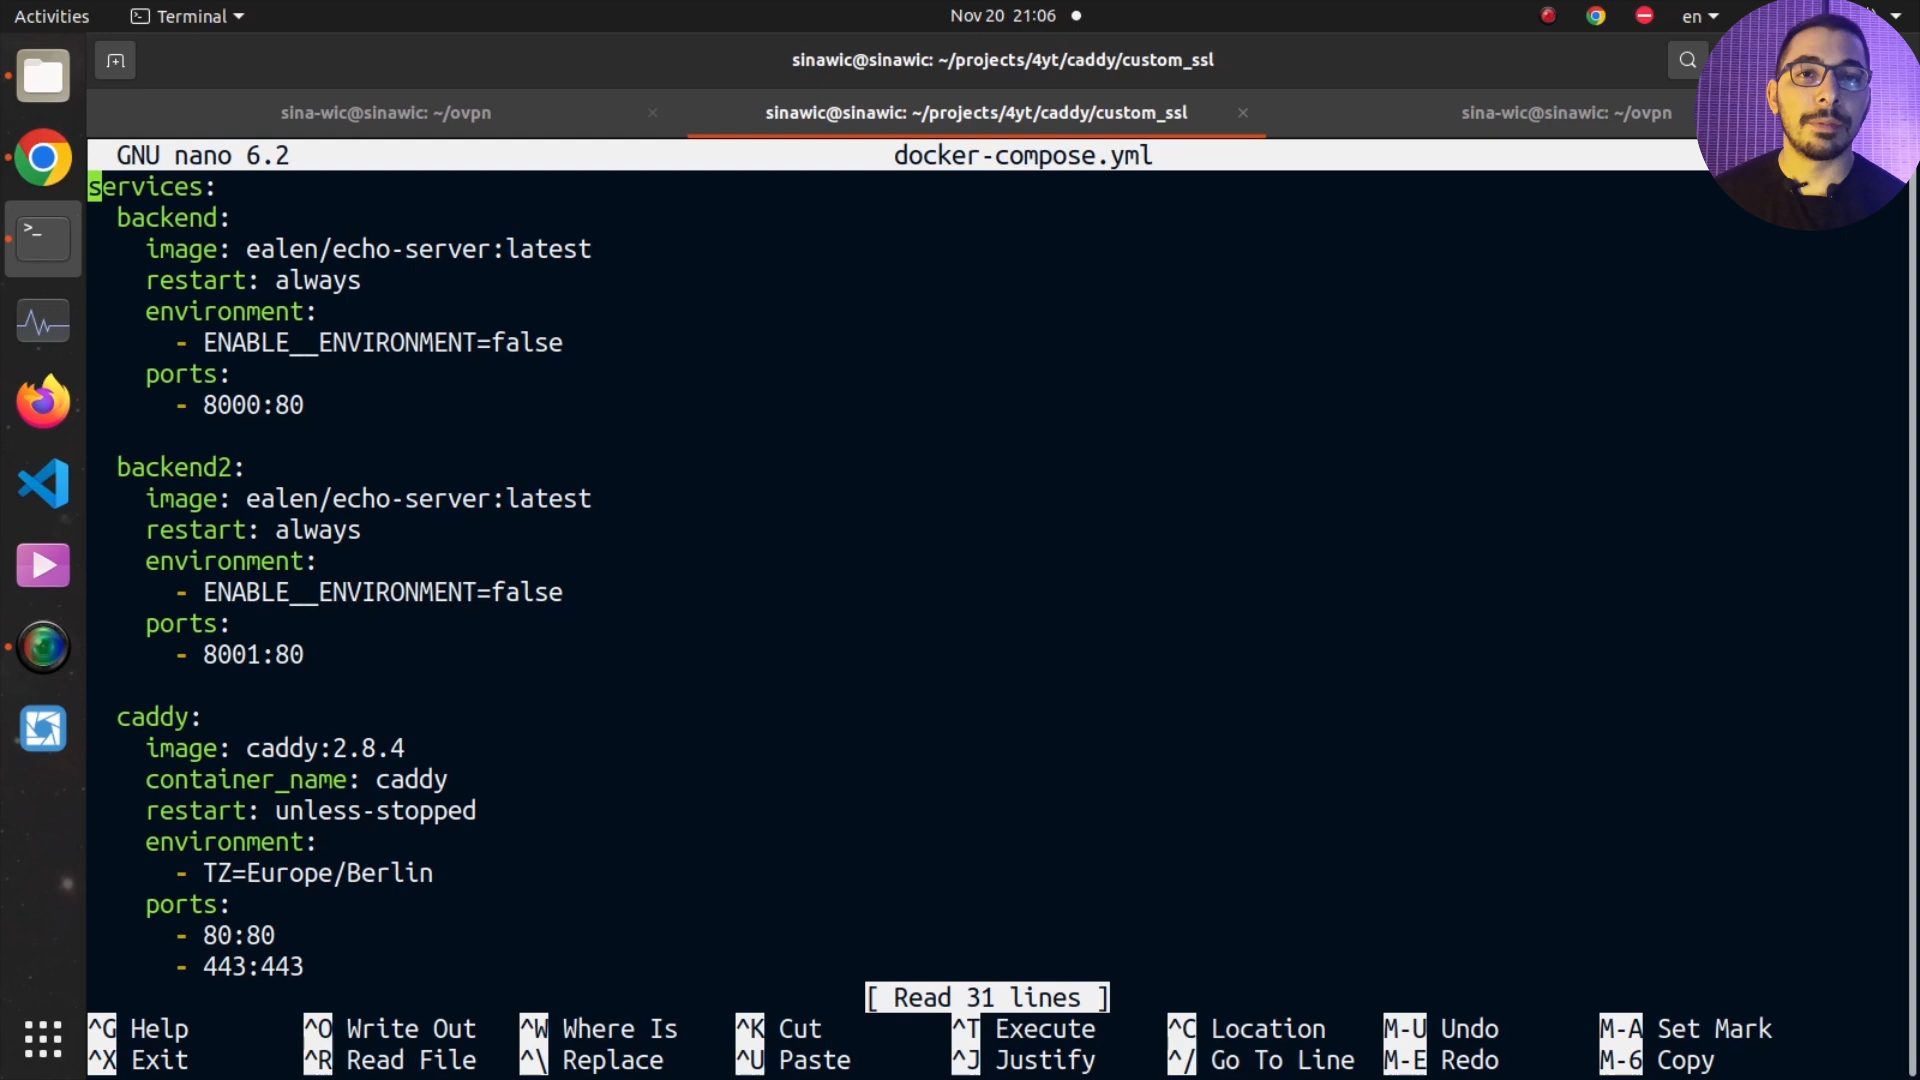 Activities
Terminal
Nov 20 21:06
en
sinawic@sinawic: ~/projects/4yt/caddy/custom_ssl
sina-wic@sinawic: ~/ovpn
sinawic@sinawic: ~/projects/4yt/caddy/custom_ssl
sina-wic@sinawic: ~/ovpn
GNU nano 6.2
docker-compose.yml
services:
  backend:
    image: ealen/echo-server:latest
    restart: always
    environment:
      - ENABLE__ENVIRONMENT=false
    ports:
      - 8000:80
  backend2:
    image: ealen/echo-server:latest
    restart: always
    environment:
      - ENABLE__ENVIRONMENT=false
    ports:
      - 8001:80
  caddy:
    image: caddy:2.8.4
    container_name: caddy
    restart: unless-stopped
    environment:
      - TZ=Europe/Berlin
    ports:
      - 80:80
      - 443:443
[ Read 31 lines ]
^G Help ^O Write Out ^W Where Is ^K Cut ^T Execute ^C Location M-U Undo M-A Set Mark
^X Exit ^R Read File ^\ Replace ^U Paste ^J Justify ^/ Go To Line M-E Redo M-6 Copy